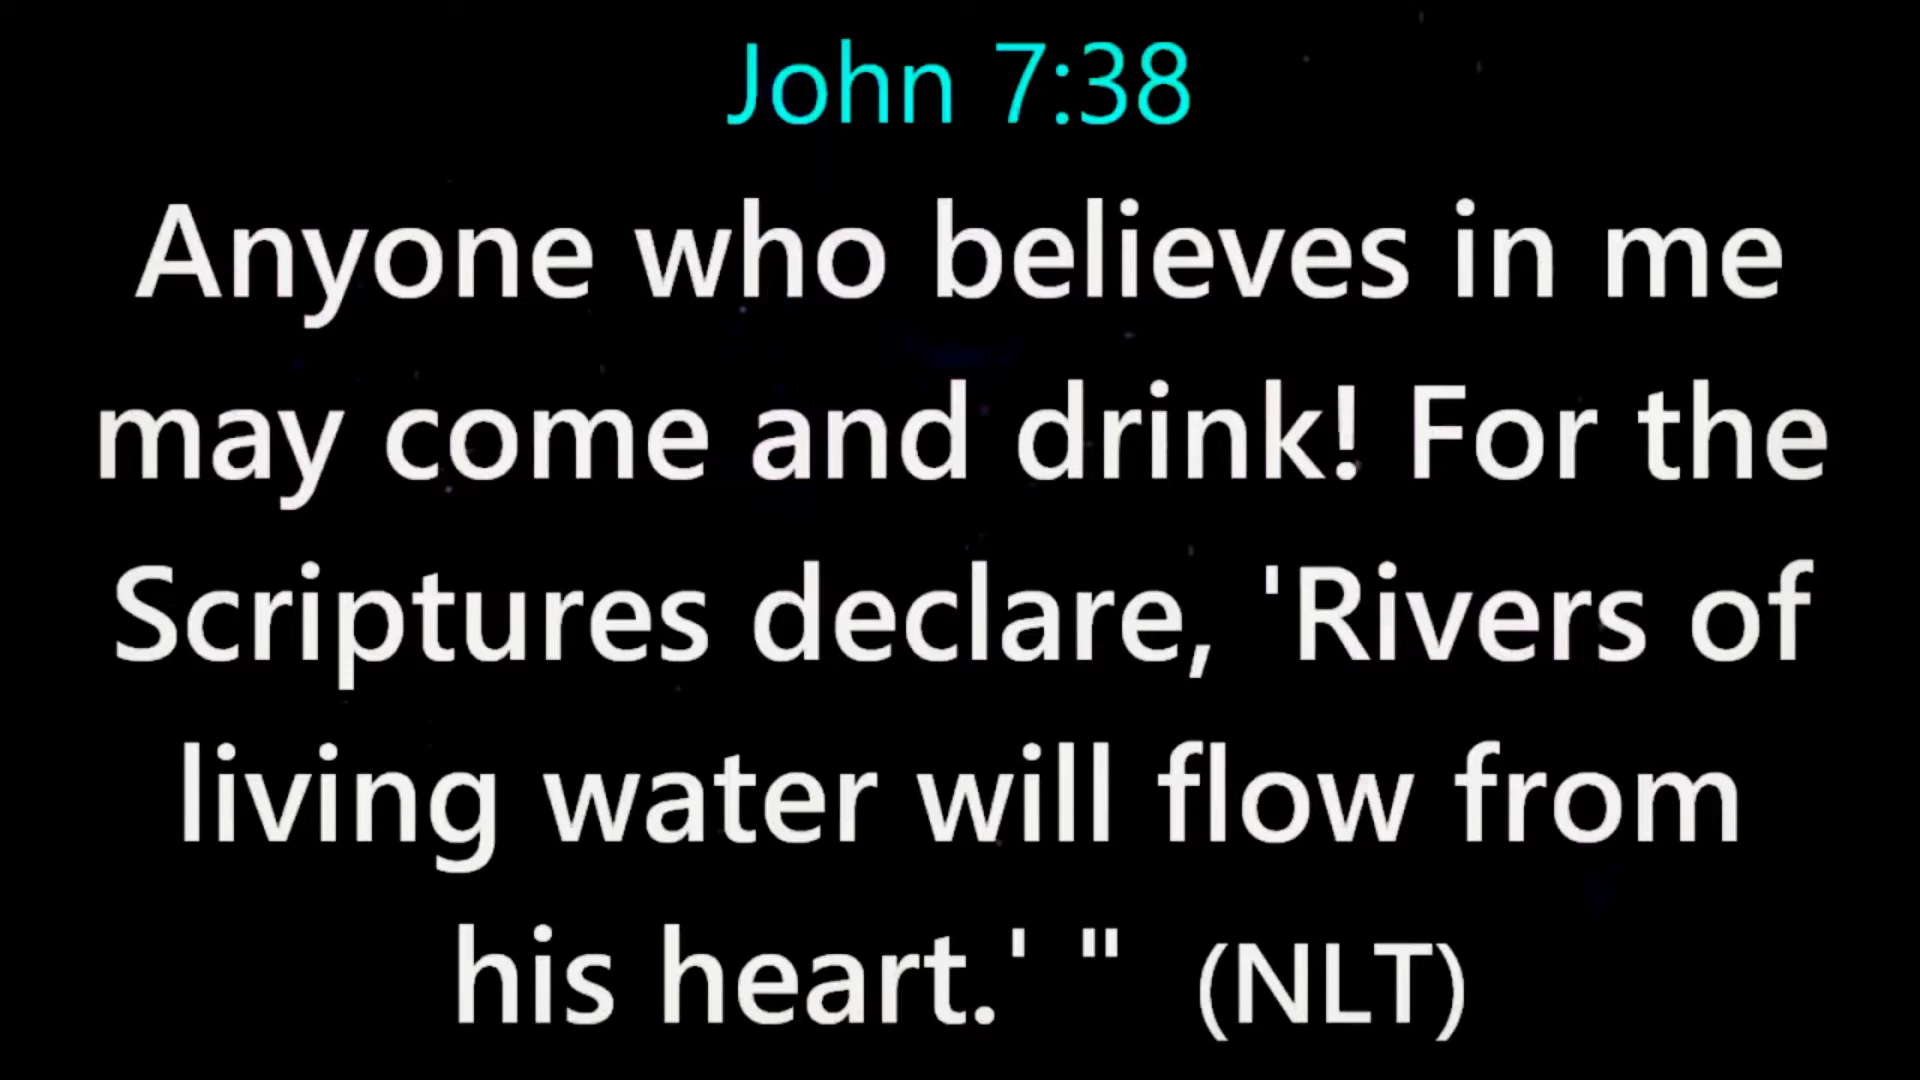 John 7:38
Anyone who believes in me
may come and drink! For the
Scriptures declare, 'Rivers of
living water will flow from
his heart.' " (NLT)